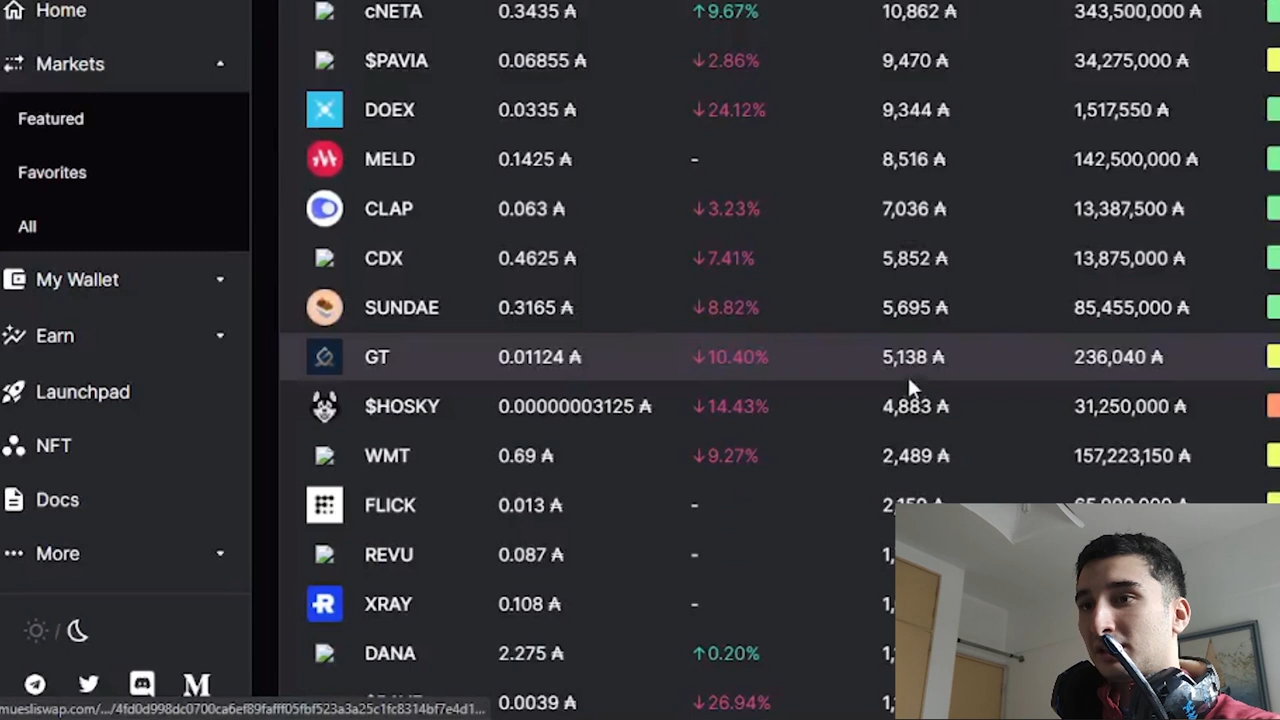 Home
Markets
Featured
Favorites
All
My Wallet
Earn
Launchpad
NFT
Docs
More
/
cNETA 0.3435 ₳ ↑9.67% 10,862 ₳ 343,500,000 ₳
$PAVIA 0.06855 ₳ ↓2.86% 9,470 ₳ 34,275,000 ₳
DOEX 0.0335 ₳ ↓24.12% 9,344 ₳ 1,517,550 ₳
MELD 0.1425 ₳ - 8,516 ₳ 142,500,000 ₳
CLAP 0.063 ₳ ↓3.23% 7,036 ₳ 13,387,500 ₳
CDX 0.4625 ₳ ↓7.41% 5,852 ₳ 13,875,000 ₳
SUNDAE 0.3165 ₳ ↓8.82% 5,695 ₳ 85,455,000 ₳
GT 0.01124 ₳ ↓10.40% 5,138 ₳ 236,040 ₳
$HOSKY 0.00000003125 ₳ ↓14.43% 4,883 ₳ 31,250,000 ₳
WMT 0.69 ₳ ↓9.27% 2,489 ₳ 157,223,150 ₳
FLICK 0.013 ₳ -
REVU 0.087 ₳ - 1,
XRAY 0.108 ₳ - 1,
DANA 2.275 ₳ ↑0.20% 1,
0.0039 ₳ ↓26.94% 1,